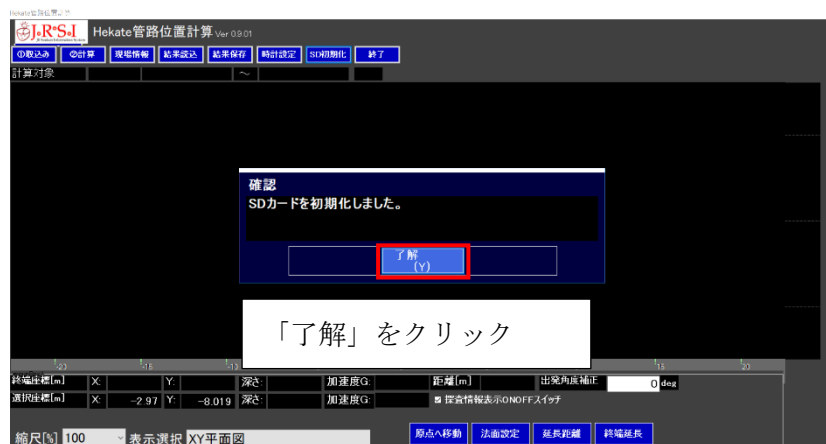 Hekate管路位置計算
J.R.S.I Hekate管路位置計算 Ver 0.9.01
①取込み ②計算 現場情報 結果読込 結果保存 時計設定 SD初期化 終了
計算対象 ～
確認
SDカードを初期化しました。
了解
(Y)
「了解」をクリック
-20 -15 -10 15 20
終端座標[m] X: Y: 深さ: 加速度G: 距離[m] 出発角度補正 0 deg
選択座標[m] X: -2.97 Y: -8.019 深さ: 加速度G: 探査情報表示ONOFFスイッチ
縮尺[%] 100 表示選択 XY平面図 原点へ移動 法面設定 延長距離 終端延長